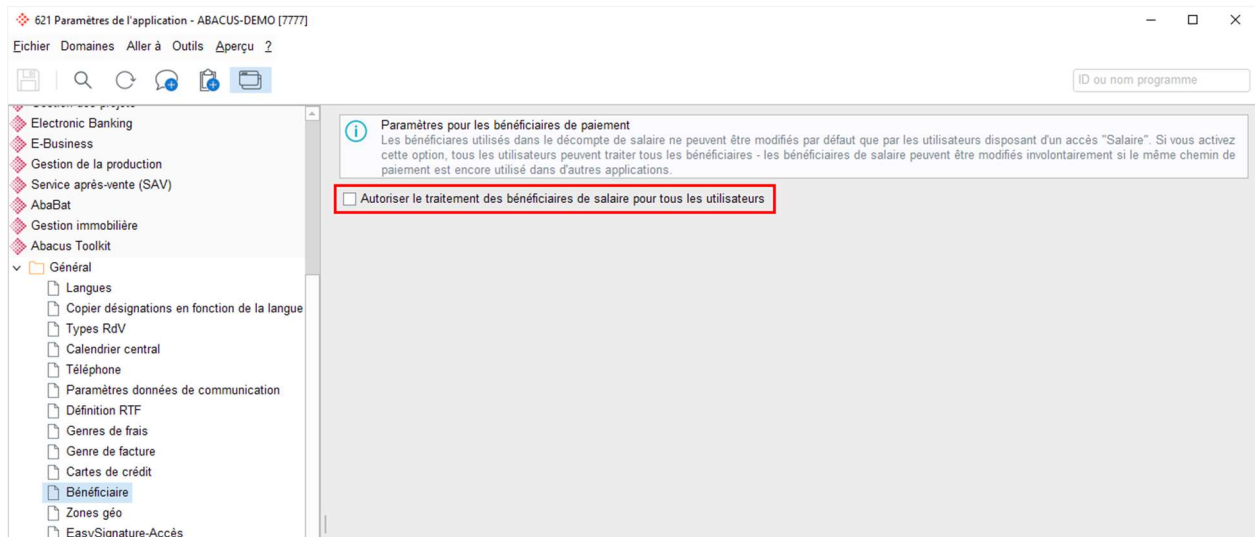 621 Paramètres de l'application - ABACUS-DEMO [7777]
Fichier Domaines Aller à Outils Aperçu ?
ID ou nom programme
Electronic Banking
E-Business
Gestion de la production
Service après-vente (SAV)
AbaBat
Gestion immobilière
Abacus Toolkit
Général
Langues
Copier désignations en fonction de la langue
Types RdV
Calendrier central
Téléphone
Paramètres données de communication
Définition RTF
Genres de frais
Genre de facture
Cartes de crédit
Bénéficiaire
Zones géo
EasySignature-Accès
Paramètres pour les bénéficiaires de paiement
Les bénéficiares utilisés dans le décompte de salaire ne peuvent être modifiés par défaut que par les utilisateurs disposant d'un accès "Salaire". Si vous activez
cette option, tous les utilisateurs peuvent traiter tous les bénéficiaires - les bénéficiaires de salaire peuvent être modifiés involontairement si le même chemin de
paiement est encore utilisé dans d'autres applications.
Autoriser le traitement des bénéficiaires de salaire pour tous les utilisateurs